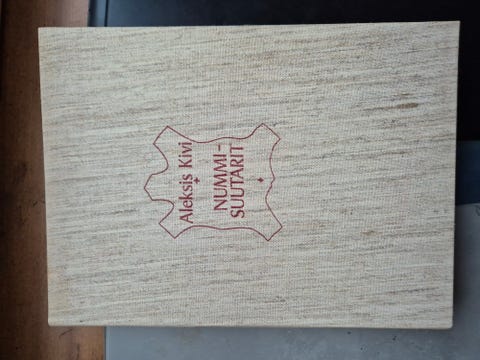 Aleksis Kivi
NUMMI-
SUUTARIT